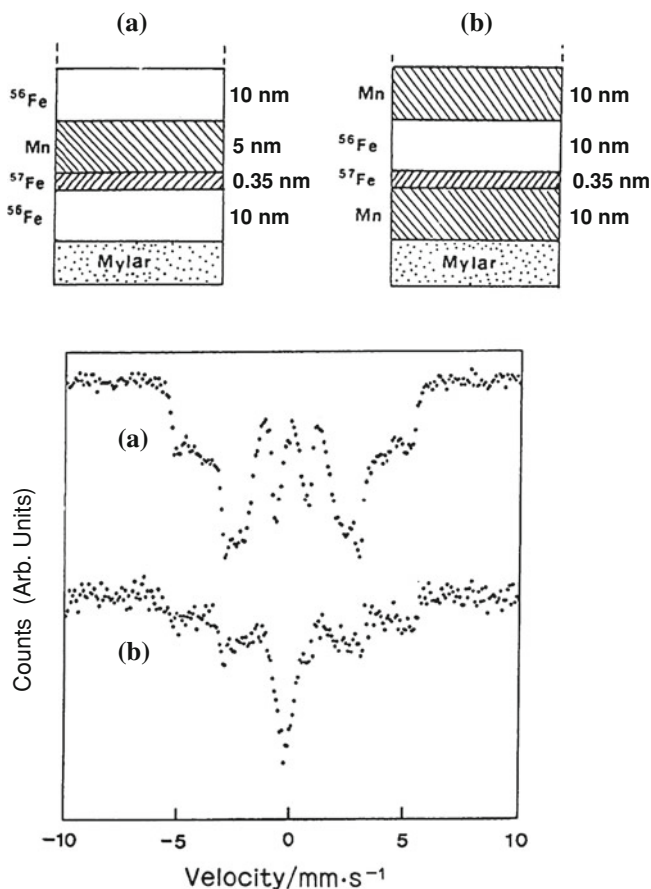 (a)
⁵⁶Fe 10 nm
Mn 5 nm
⁵⁷Fe 0.35 nm
⁵⁶Fe 10 nm
Mylar
(b)
Mn 10 nm
⁵⁶Fe 10 nm
⁵⁷Fe 0.35 nm
Mn 10 nm
Mylar
Counts (Arb. Units)
(a)
(b)
-10 -5 0 5 10
Velocity/mm·s⁻¹